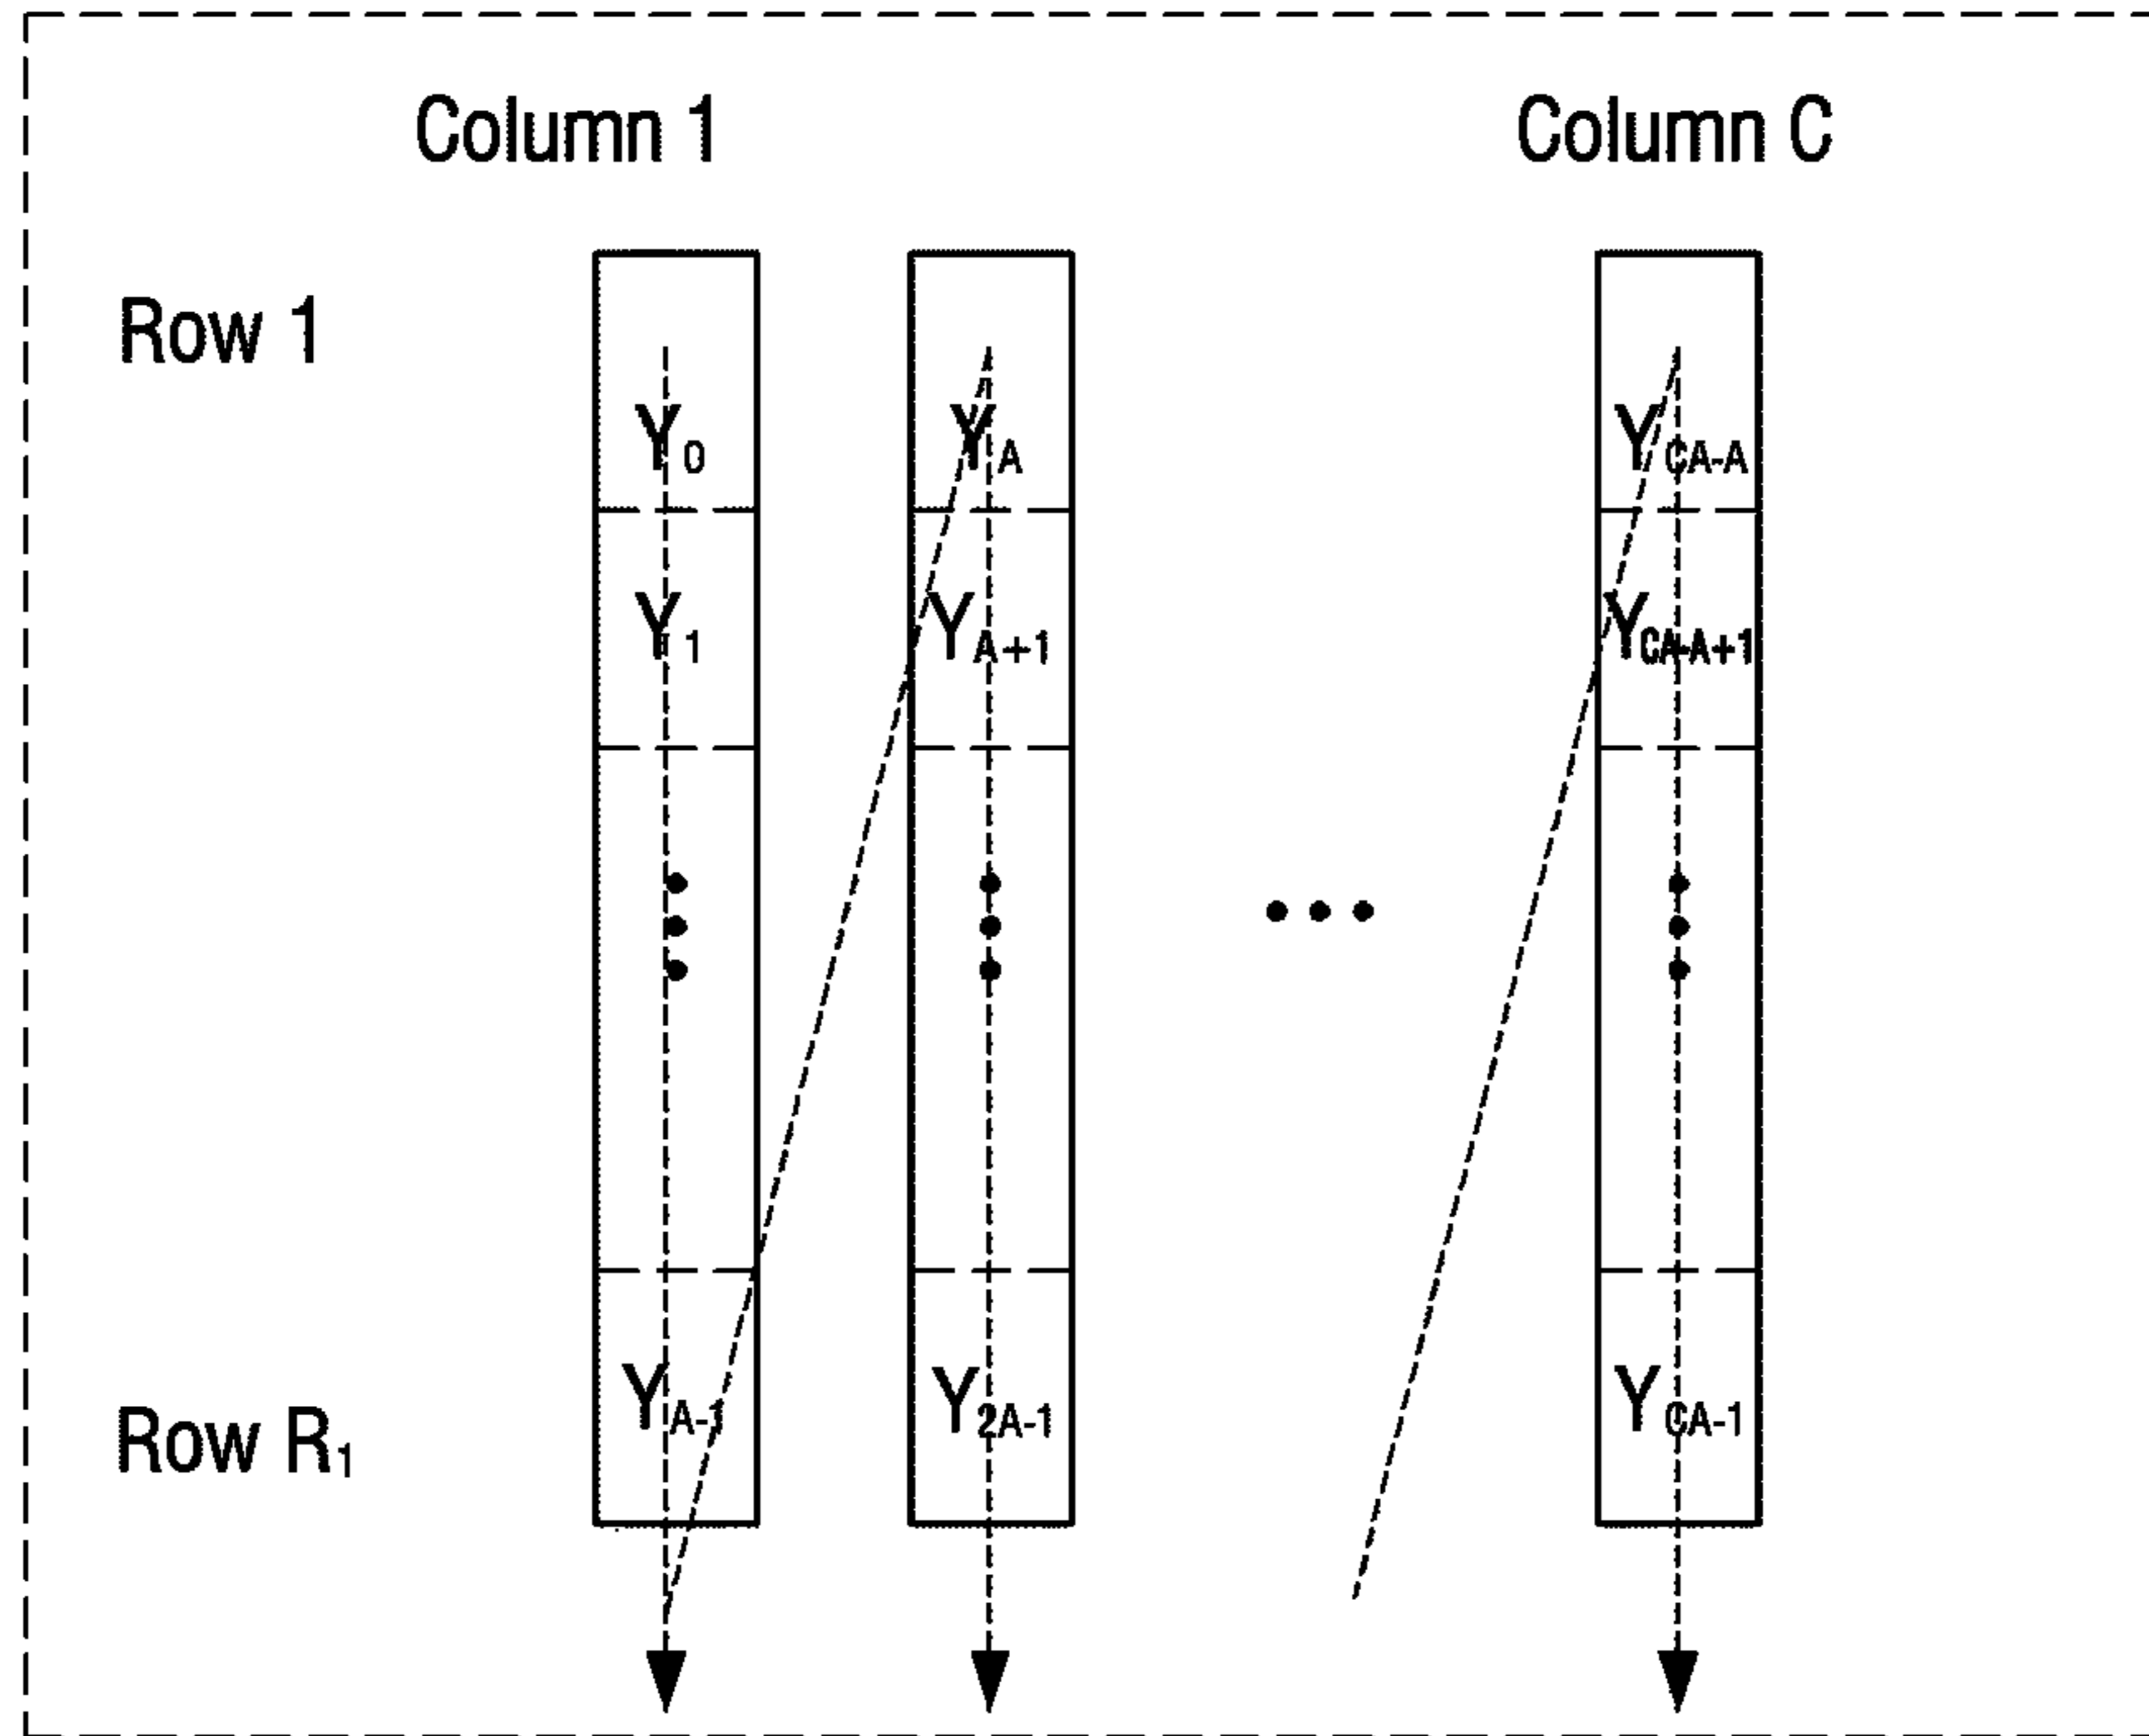 Column 1 Column C
Row 1
Y0 YA YCA-A
Y1 YA+1 YCA-A+1
Row R1 YA-1 Y2A-1 YCA-1